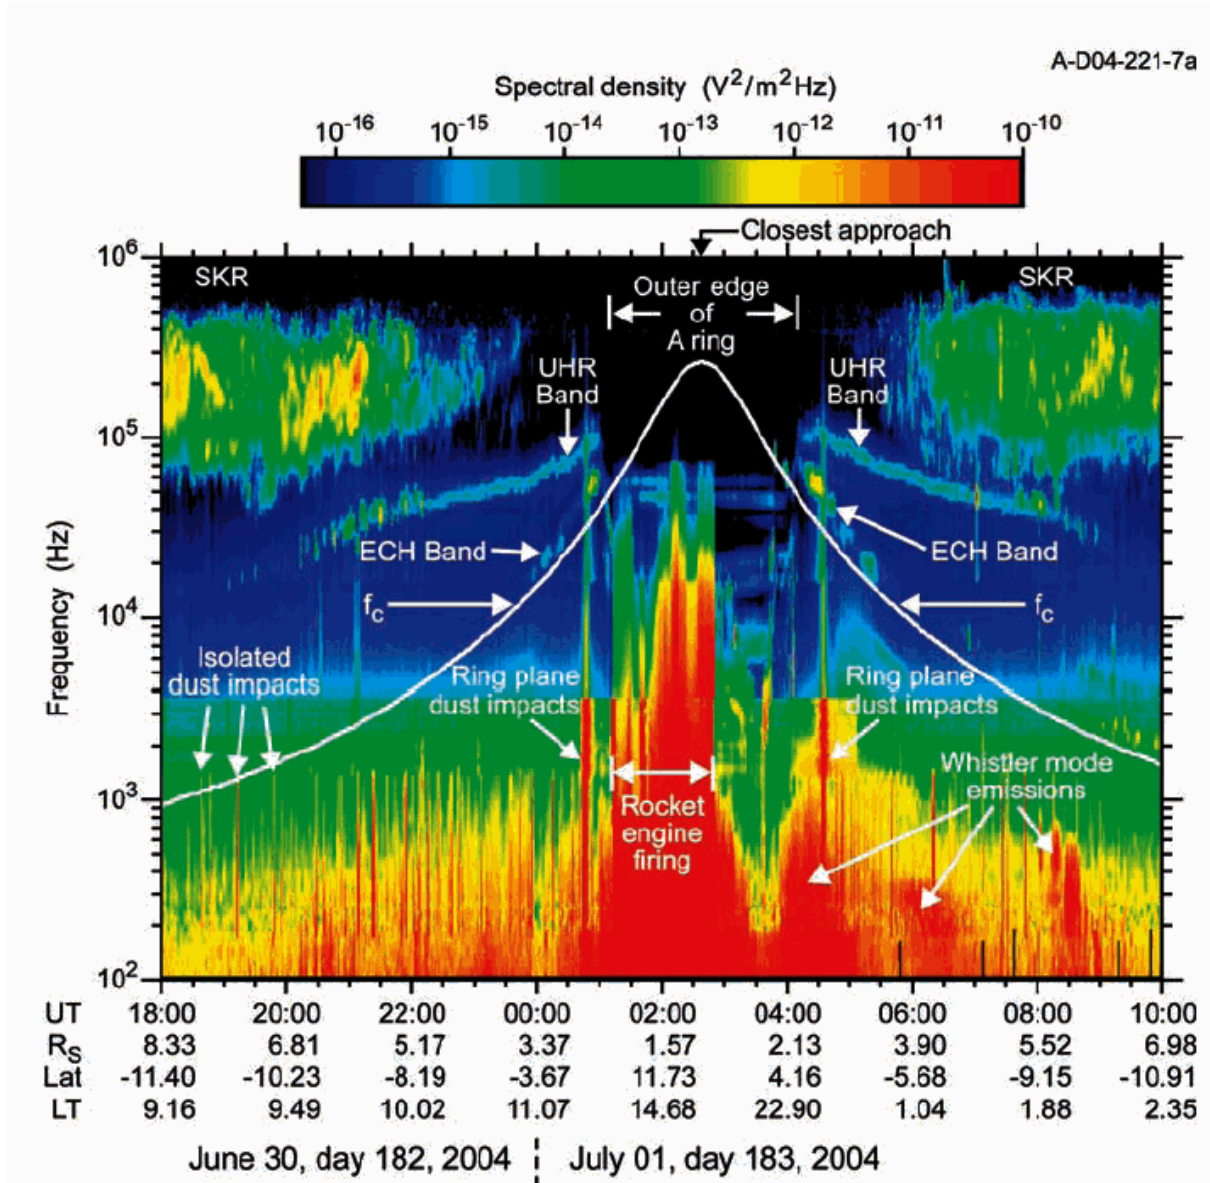 A-D04-221-7a
Spectral density (V²/m²Hz)
10⁻¹⁶ 10⁻¹⁵ 10⁻¹⁴ 10⁻¹³ 10⁻¹² 10⁻¹¹ 10⁻¹⁰
Closest approach
10⁶
SKR
Outer edge
of
A ring
SKR
UHR
Band
UHR
Band
10⁵
Frequency (Hz)
ECH Band
ECH Band
10⁴
fc
fc
Isolated
dust impacts
Ring plane
dust impacts
Ring plane
dust impacts
Whistler mode
emissions
10³
Rocket
engine
firing
10²
UT 18:00 20:00 22:00 00:00 02:00 04:00 06:00 08:00 10:00
RS 8.33 6.81 5.17 3.37 1.57 2.13 3.90 5.52 6.98
Lat -11.40 -10.23 -8.19 -3.67 11.73 4.16 -5.68 -9.15 -10.91
LT 9.16 9.49 10.02 11.07 14.68 22.90 1.04 1.88 2.35
June 30, day 182, 2004 July 01, day 183, 2004